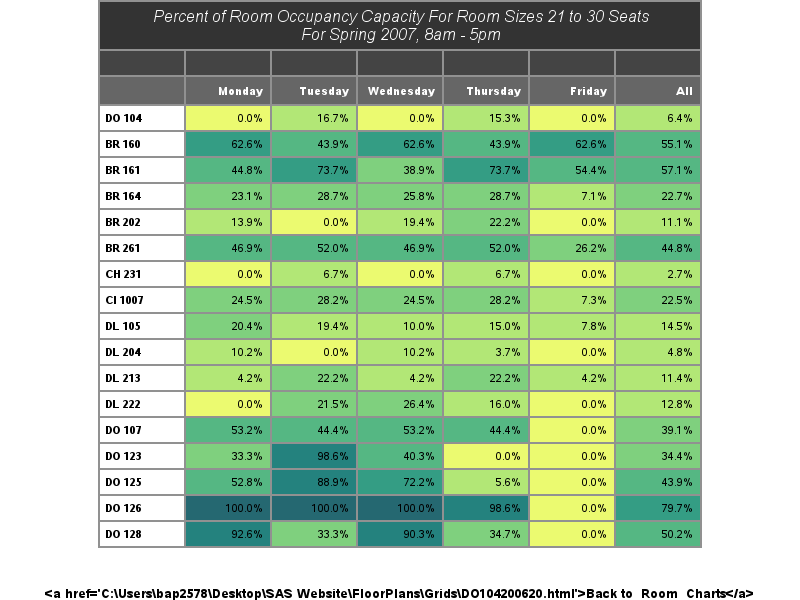 Percent of Room Occupancy Capacity For Room Sizes 21 to 30 Seats
For Spring 2007, 8am - 5pm
Monday Tuesday Wednesday Thursday Friday All
DO 104 0.0% 16.7% 0.0% 15.3% 0.0% 6.4%
BR 160 62.6% 43.9% 62.6% 43.9% 62.6% 55.1%
BR 161 44.8% 73.7% 38.9% 73.7% 54.4% 57.1%
BR 164 23.1% 28.7% 25.8% 28.7% 7.1% 22.7%
BR 202 13.9% 0.0% 19.4% 22.2% 0.0% 11.1%
BR 261 46.9% 52.0% 46.9% 52.0% 26.2% 44.8%
CH 231 0.0% 6.7% 0.0% 6.7% 0.0% 2.7%
CI 1007 24.5% 28.2% 24.5% 28.2% 7.3% 22.5%
DL 105 20.4% 19.4% 10.0% 15.0% 7.8% 14.5%
DL 204 10.2% 0.0% 10.2% 3.7% 0.0% 4.8%
DL 213 4.2% 22.2% 4.2% 22.2% 4.2% 11.4%
DL 222 0.0% 21.5% 26.4% 16.0% 0.0% 12.8%
DO 107 53.2% 44.4% 53.2% 44.4% 0.0% 39.1%
DO 123 33.3% 98.6% 40.3% 0.0% 0.0% 34.4%
DO 125 52.8% 88.9% 72.2% 5.6% 0.0% 43.9%
DO 126 100.0% 100.0% 100.0% 98.6% 0.0% 79.7%
DO 128 92.6% 33.3% 90.3% 34.7% 0.0% 50.2%
<a href='C:\Users\bap2578\Desktop\SAS Website\FloorPlans\Grids\DO104200620.html'>Back to Room Charts</a>